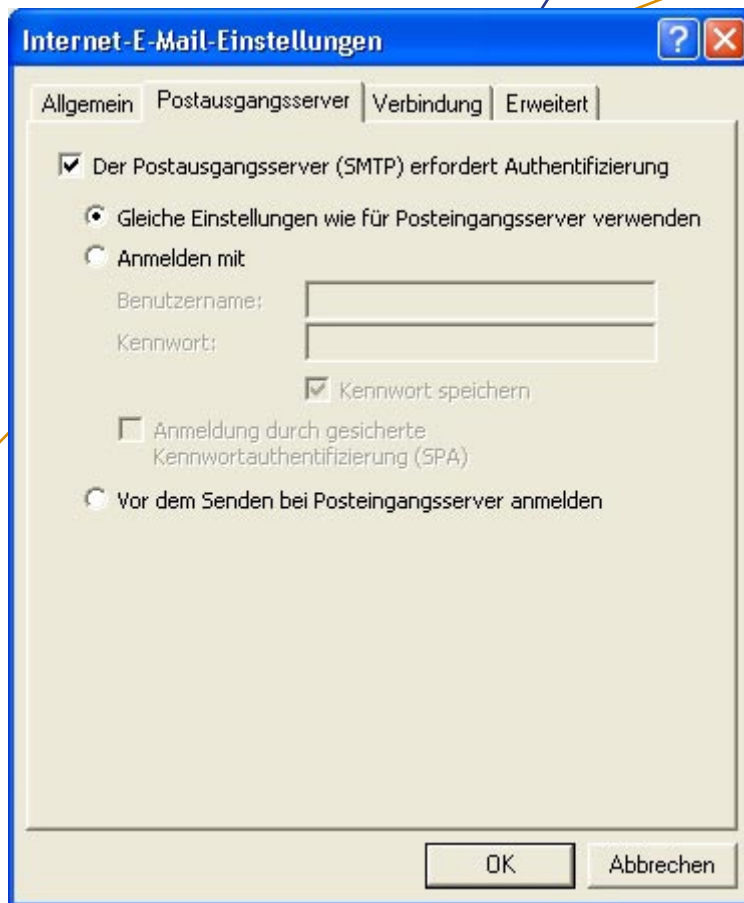 Internet-E-Mail-Einstellungen
Allgemein Postausgangsserver Verbindung Erweitert
Der Postausgangsserver (SMTP) erfordert Authentifizierung
Gleiche Einstellungen wie für Posteingangsserver verwenden
Anmelden mit
Benutzername:
Kennwort:
Kennwort speichern
Anmeldung durch gesicherte
Kennwortauthentifizierung (SPA)
Vor dem Senden bei Posteingangsserver anmelden
OK Abbrechen